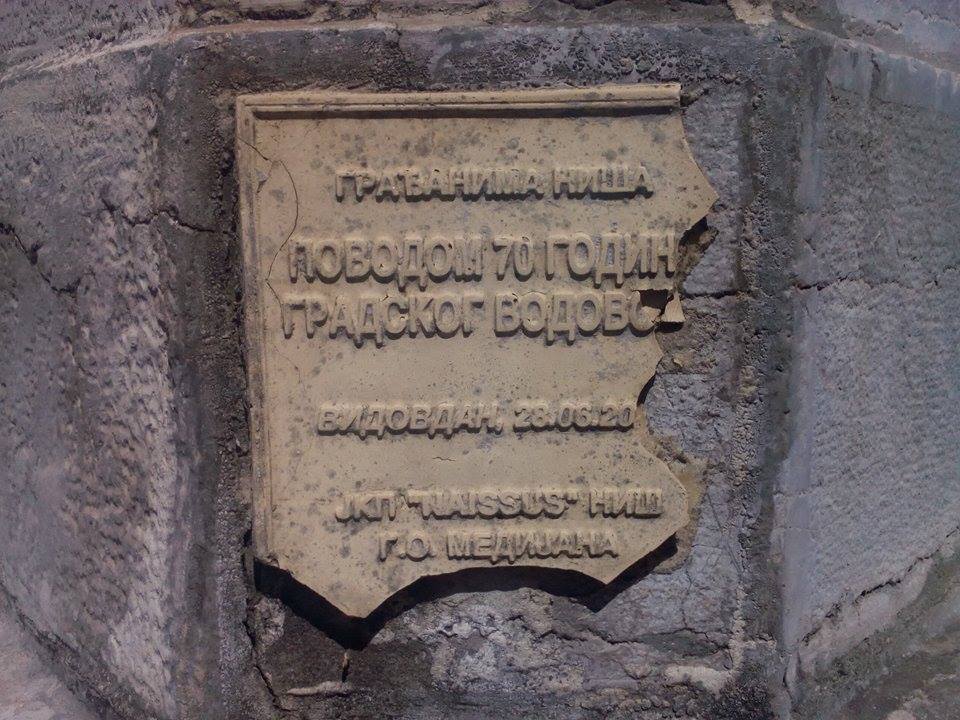 ГРАЂАНИМА НИША
ПОВОДОМ 70 ГОДИН
ГРАДСКОГ ВОДОВО
ВИДОВДАН, 28.06.20
ЈКП "NAISSUS" НИШ
Г.О. МЕДИЈАНА